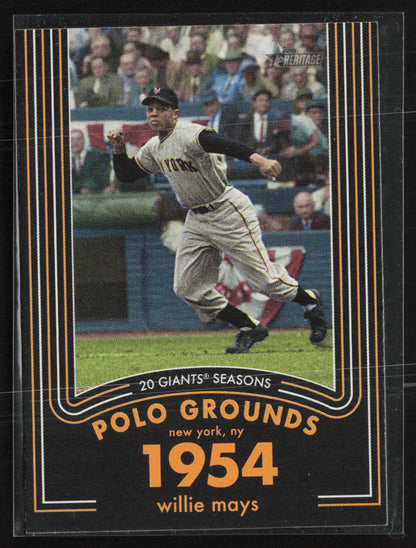 HERITAGE
YORK
20 GIANTS® SEASONS
POLO GROUNDS
new york, ny
1954
willie mays